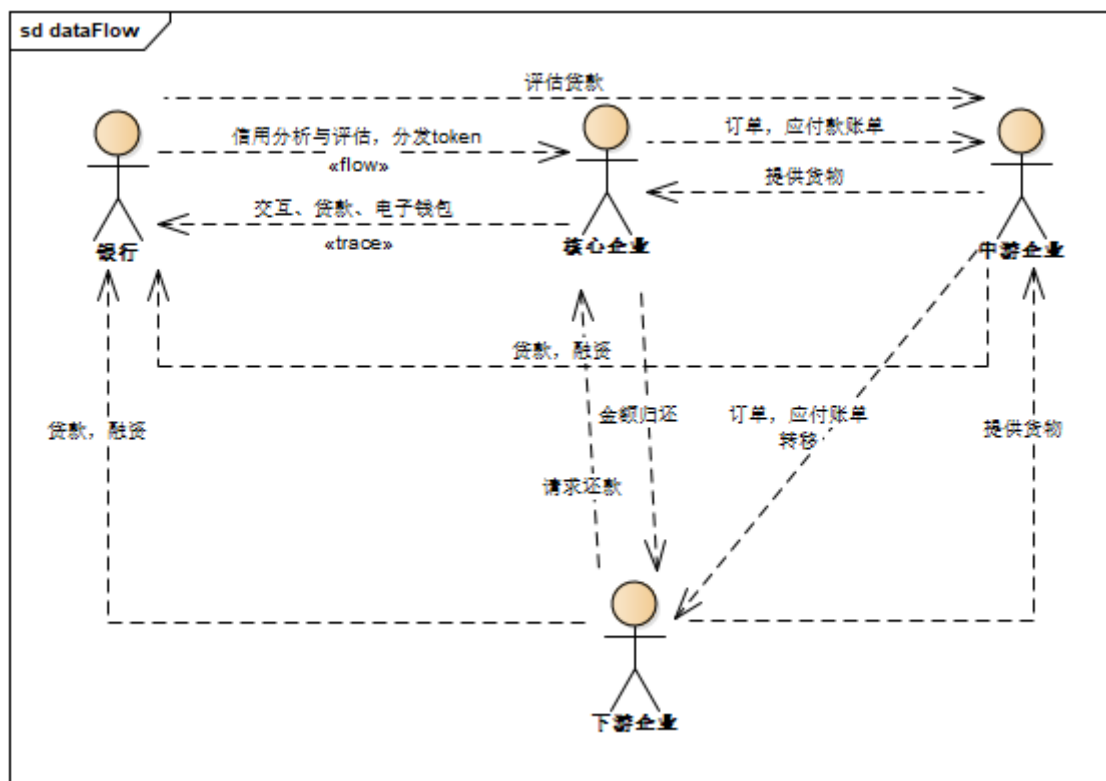 sd dataFlow
评估贷款
信用分析与评估，分发token
«flow»
订单，应付款账单
提供货物
交互、贷款、电子钱包
«trace»
银行
核心企业
中游企业
贷款，融资
贷款，融资
金额归还
订单，应付账单
转移
提供货物
请求还款
下游企业